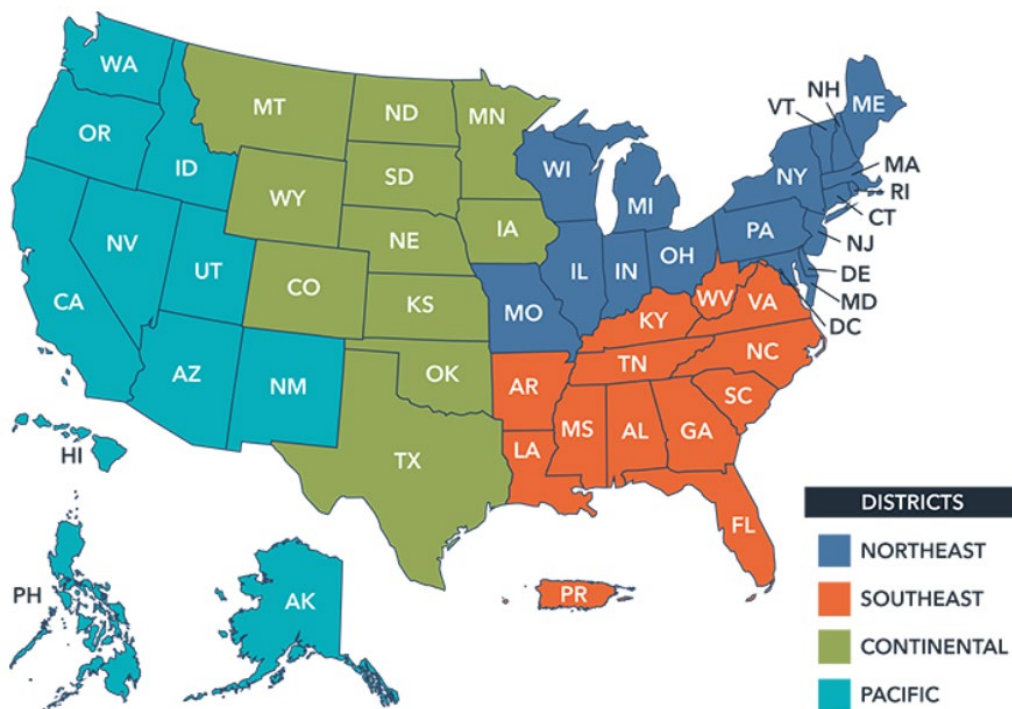 WA
MT
ND
MN
NH
VT
ME
OR
ID
WI
NY
MA
RI
SD
MI
CT
WY
NJ
IA
PA
NE
NV
OH
DE
UT
IL
IN
MD
CO
WV
VA
DC
CA
KS
MO
KY
NC
TN
AZ
NM
OK
AR
SC
MS
AL
GA
HI
LA
TX
FL
PH
AK
PR
DISTRICTS
NORTHEAST
SOUTHEAST
CONTINENTAL
PACIFIC